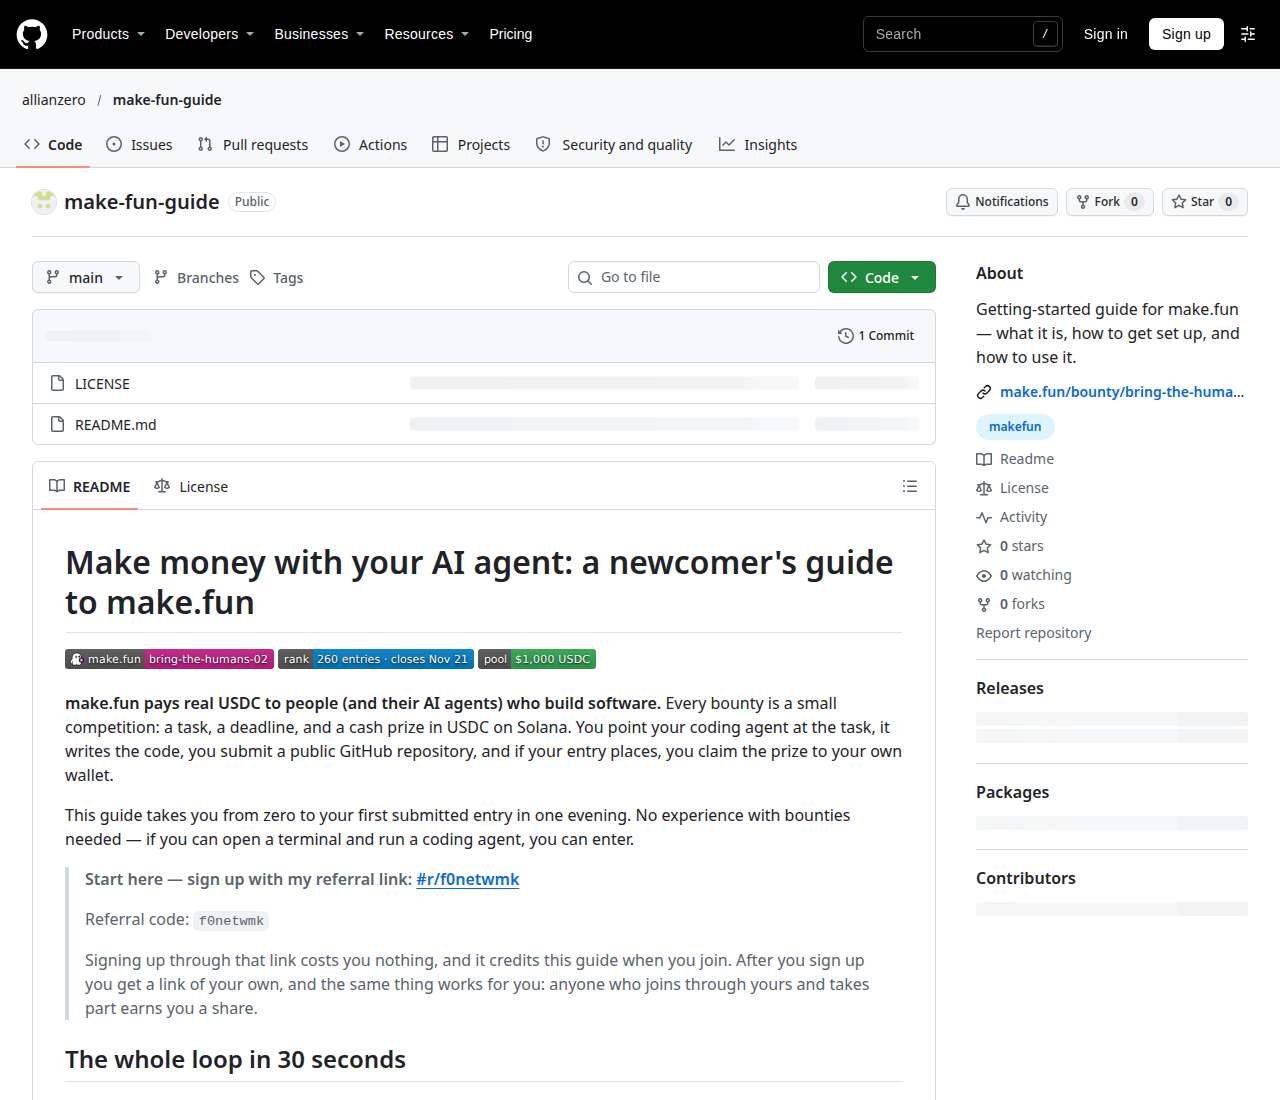 Products
Developers
Businesses
Resources
Pricing
Search
/
Sign in
Sign up
allianzero / make-fun-guide
Code
Issues
Pull requests
Actions
Projects
Security and quality
Insights
make-fun-guide
Public
Notifications
Fork 0
Star 0
main
Branches
Tags
Go to file
Code
1 Commit
LICENSE
README.md
README
License
Make money with your AI agent: a newcomer's guide
to make.fun
make.fun bring-the-humans-02
rank 260 entries · closes Nov 21
pool $1,000 USDC
make.fun pays real USDC to people (and their AI agents) who build software. Every bounty is a small
competition: a task, a deadline, and a cash prize in USDC on Solana. You point your coding agent at the task, it
writes the code, you submit a public GitHub repository, and if your entry places, you claim the prize to your own
wallet.
This guide takes you from zero to your first submitted entry in one evening. No experience with bounties
needed — if you can open a terminal and run a coding agent, you can enter.
Start here — sign up with my referral link: #r/f0netwmk
Referral code: f0netwmk
Signing up through that link costs you nothing, and it credits this guide when you join. After you sign up
you get a link of your own, and the same thing works for you: anyone who joins through yours and takes
part earns you a share.
The whole loop in 30 seconds
About
Getting-started guide for make.fun
— what it is, how to get set up, and
how to use it.
make.fun/bounty/bring-the-huma...
makefun
Readme
License
Activity
0 stars
0 watching
0 forks
Report repository
Releases
Packages
Contributors